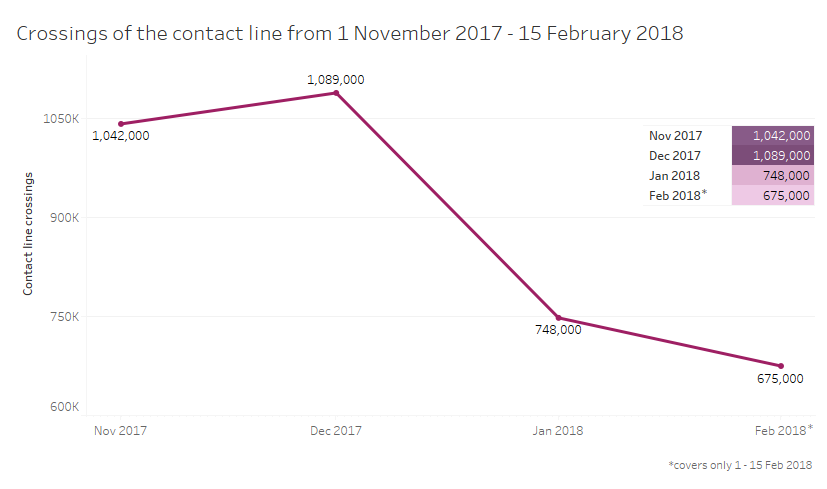 Crossings of the contact line from 1 November 2017 - 15 February 2018
1,089,000
1050K
1,042,000
Nov 2017 1,042,000
Dec 2017 1,089,000
Jan 2018 748,000
Feb 2018* 675,000
Contact line crossings
900K
750K
748,000
675,000
600K
Nov 2017 Dec 2017 Jan 2018 Feb 2018*
*covers only 1 - 15 Feb 2018